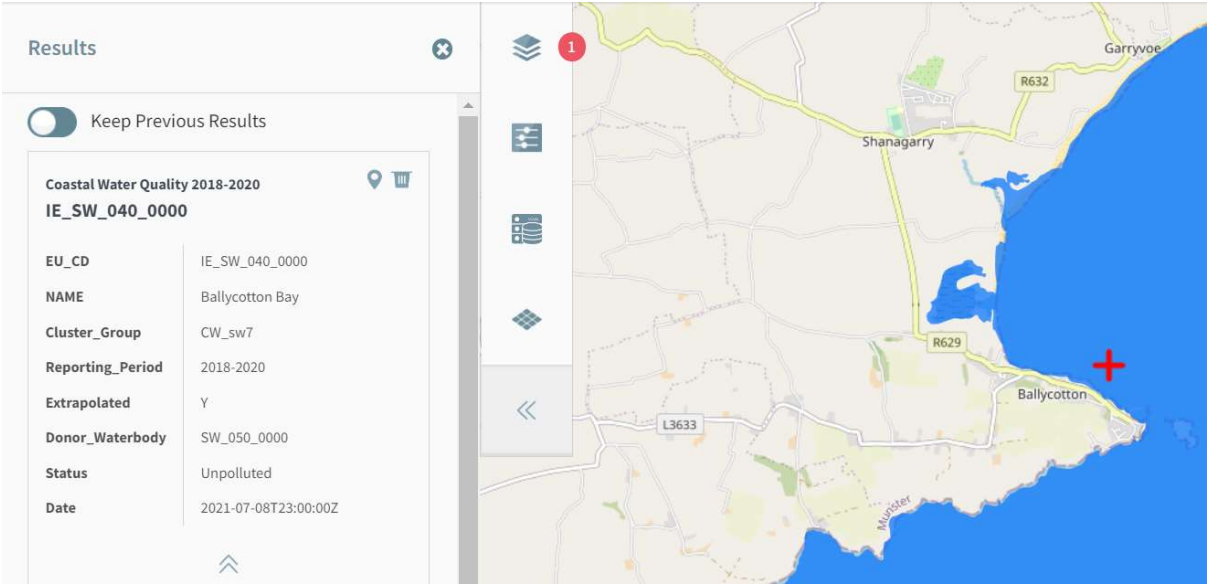 Results
Keep Previous Results
Coastal Water Quality 2018-2020
IE_SW_040_0000
EU_CD IE_SW_040_0000
NAME Ballycotton Bay
Cluster_Group CW_sw7
Reporting_Period 2018-2020
Extrapolated Y
Donor_Waterbody SW_050_0000
Status Unpolluted
Date 2021-07-08T23:00:00Z
1
Garryvoe
R632
Shanagarry
R629
Ballycotton
L3633
Munster